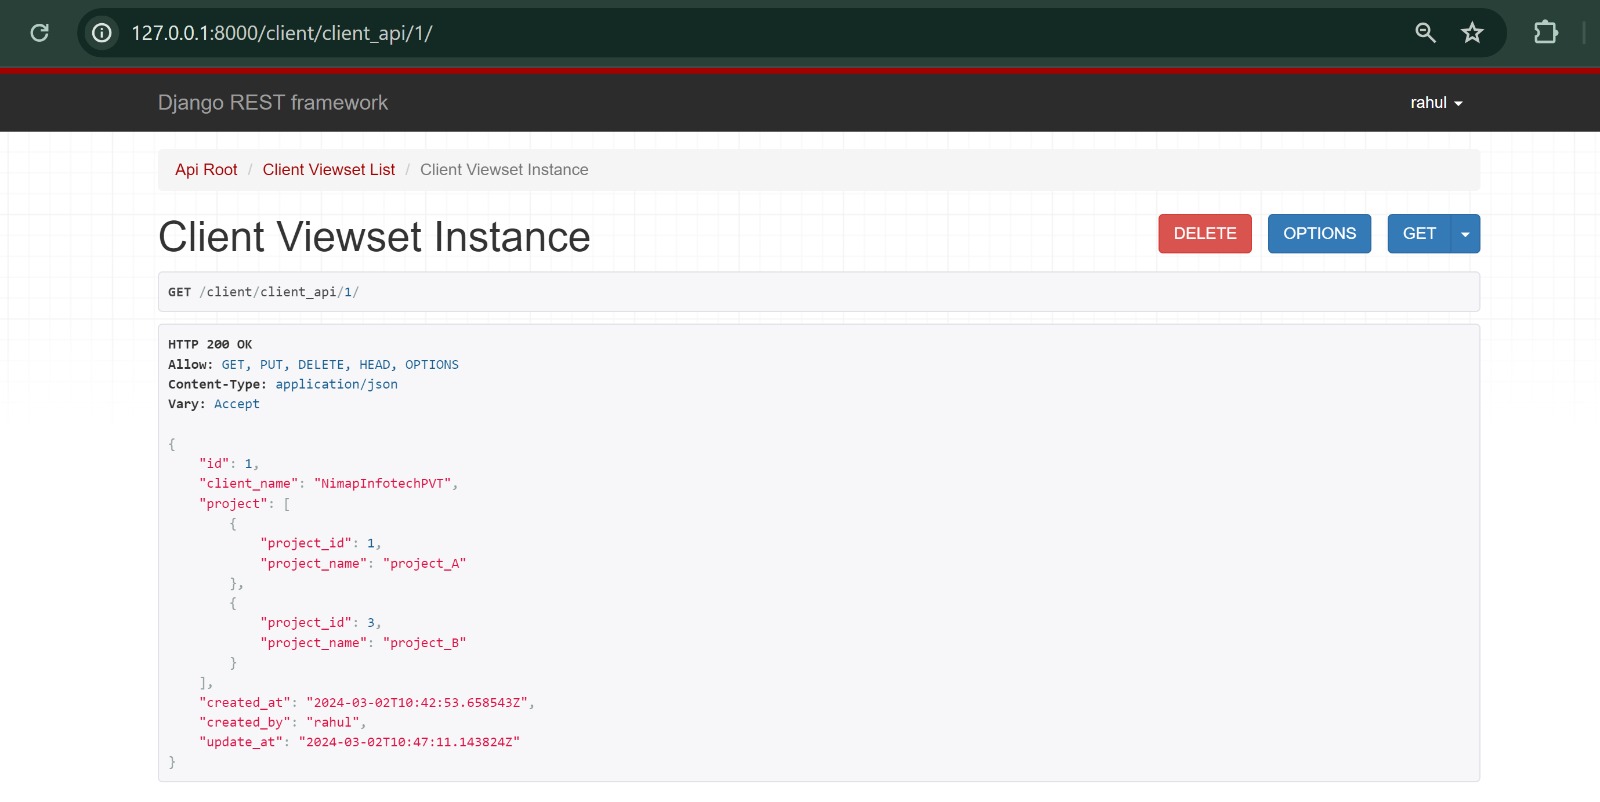 127.0.0.1:8000/client/client_api/1/
Django REST framework
rahul
Api Root / Client Viewset List / Client Viewset Instance
Client Viewset Instance
DELETE
OPTIONS
GET
GET /client/client_api/1/
HTTP 200 OK
Allow: GET, PUT, DELETE, HEAD, OPTIONS
Content-Type: application/json
Vary: Accept
{
    "id": 1,
    "client_name": "NimapInfotechPVT",
    "project": [
        {
            "project_id": 1,
            "project_name": "project_A"
        },
        {
            "project_id": 3,
            "project_name": "project_B"
        }
    ],
    "created_at": "2024-03-02T10:42:53.658543Z",
    "created_by": "rahul",
    "update_at": "2024-03-02T10:47:11.143824Z"
}